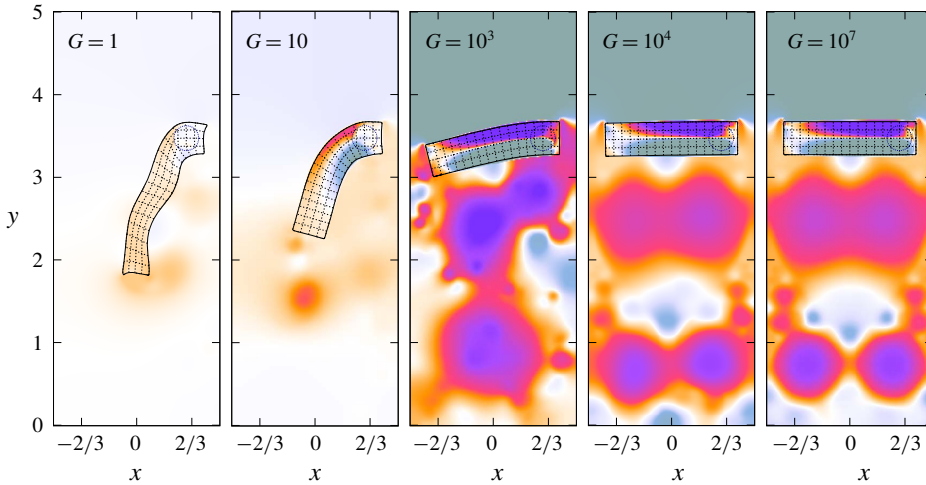 5
4
3
2
1
0
y
G = 1
G = 10
G = 10³
G = 10⁴
G = 10⁷
−2/3 0 2/3
−2/3 0 2/3
−2/3 0 2/3
−2/3 0 2/3
−2/3 0 2/3
x
x
x
x
x